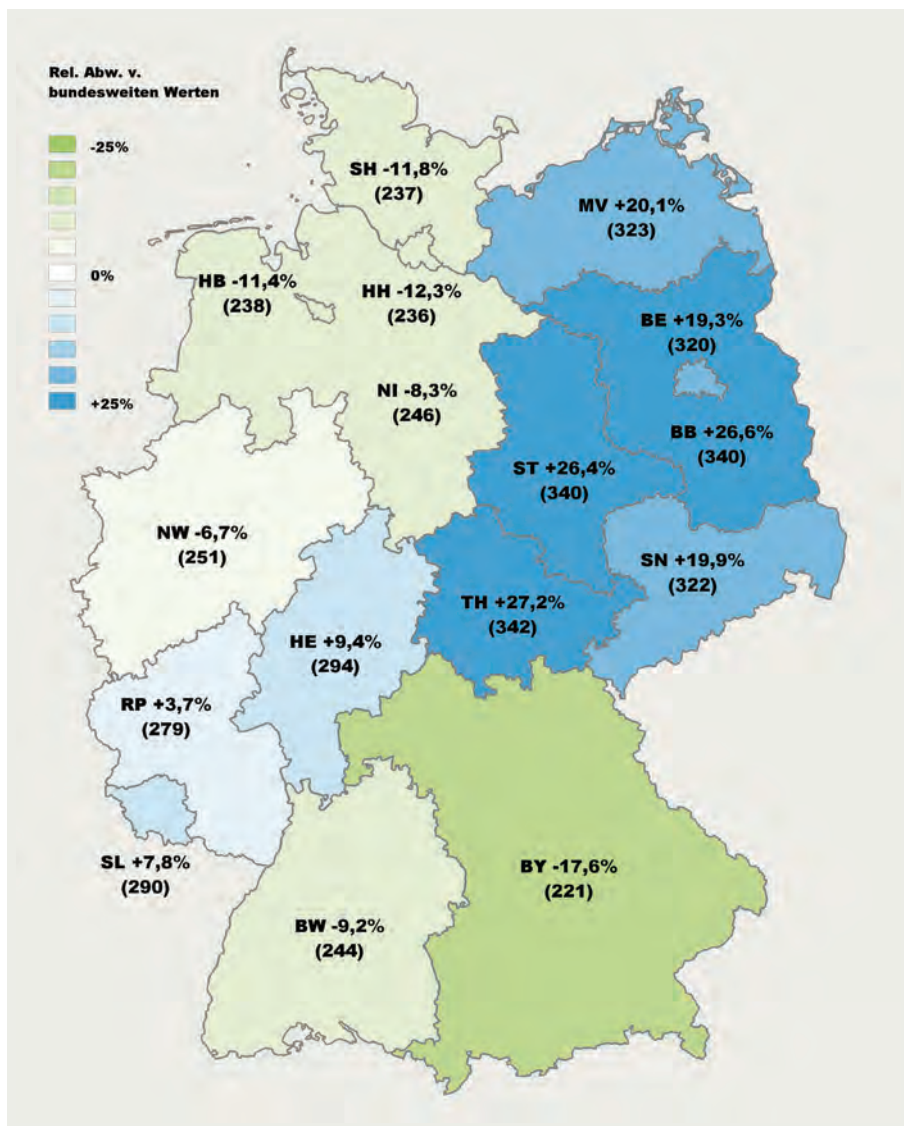 Rel. Abw. v.
bundesweiten Werten
-25%
0%
+25%
SH -11,8%
(237)
MV +20,1%
(323)
HB -11,4%
(238)
HH -12,3%
(236)
BE +19,3%
(320)
NI -8,3%
(246)
BB +26,6%
(340)
ST +26,4%
(340)
NW -6,7%
(251)
SN +19,9%
(322)
TH +27,2%
(342)
HE +9,4%
(294)
RP +3,7%
(279)
SL +7,8%
(290)
BY -17,6%
(221)
BW -9,2%
(244)